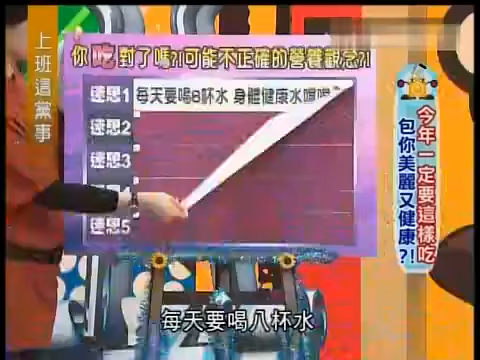 上班這黨事
你吃對了嗎?!可能不正確的營養觀念?!
迷思1 每天要喝8杯水 身體健康水噹噹
迷思2
迷思3
迷思4
迷思5
今年一定要這樣吃
包你美麗又健康?!
每天要喝八杯水